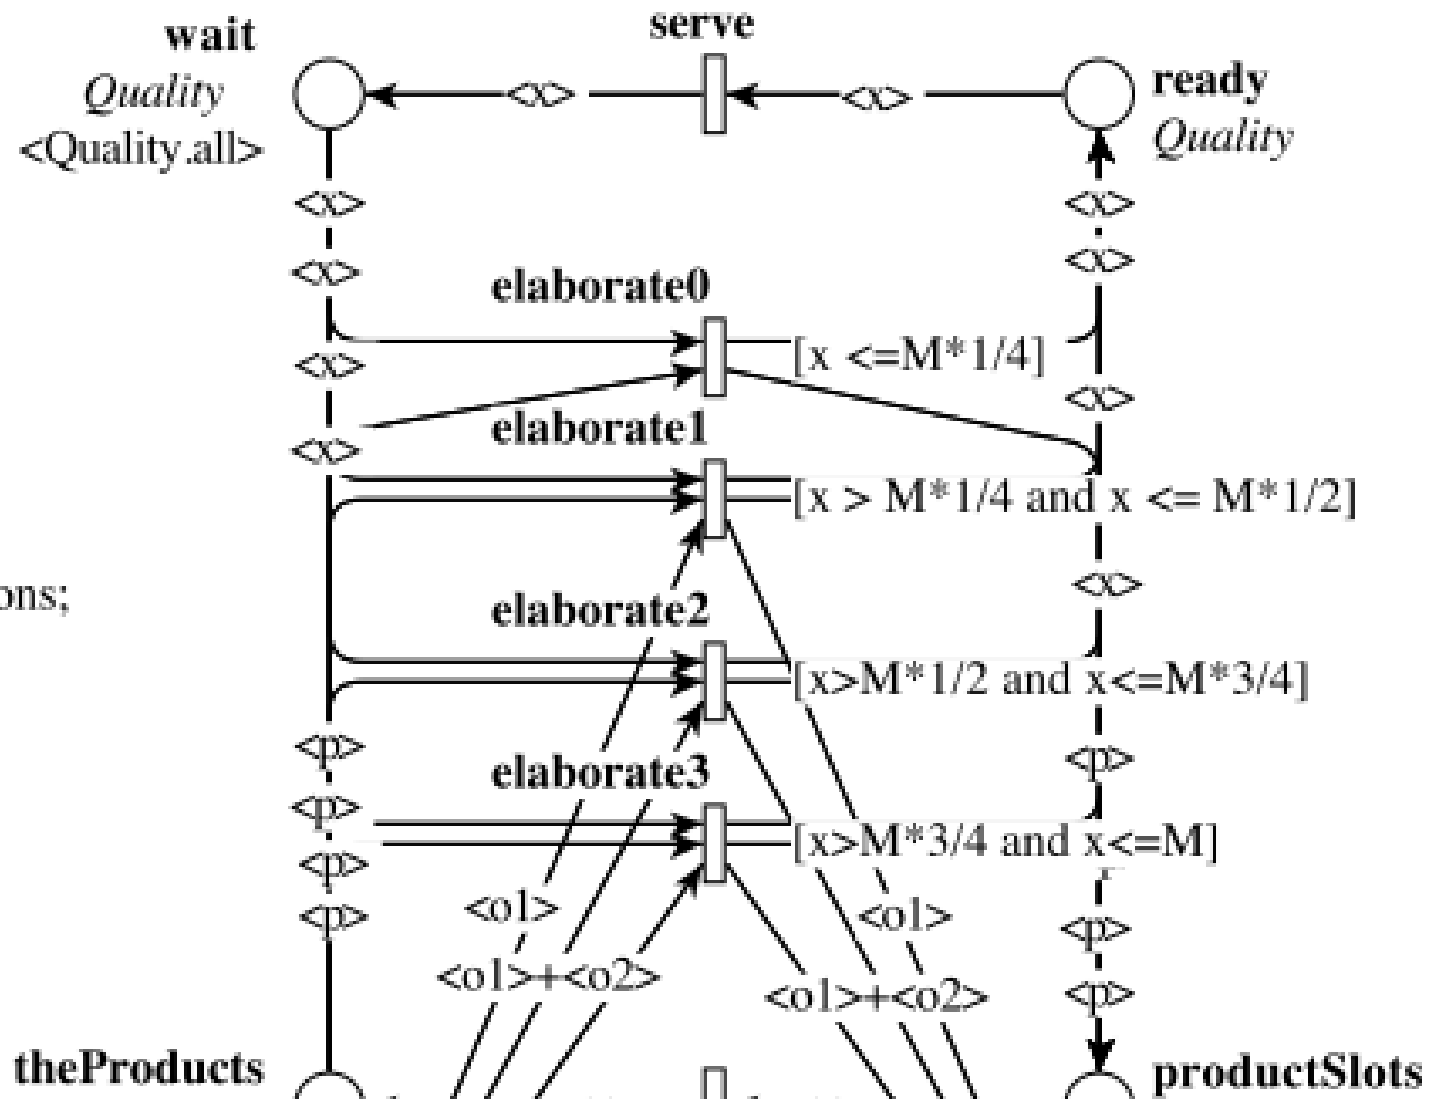 serve
wait
Quality
<Quality.all>
<x>
<x>
ready
Quality
<x>
<x>
<x>
<x>
elaborate0
[x <=M*1/4]
<x>
<x>
elaborate1
<x>
[x > M*1/4 and x <= M*1/2]
<x>
ons;
elaborate2
[x>M*1/2 and x<=M*3/4]
<p>
<p>
elaborate3
<p>
[x>M*3/4 and x<=M]
<p>
<p>
<o1>
<o1>
<p>
<o1>+<o2>
<o1>+<o2>
<p>
theProducts
productSlots